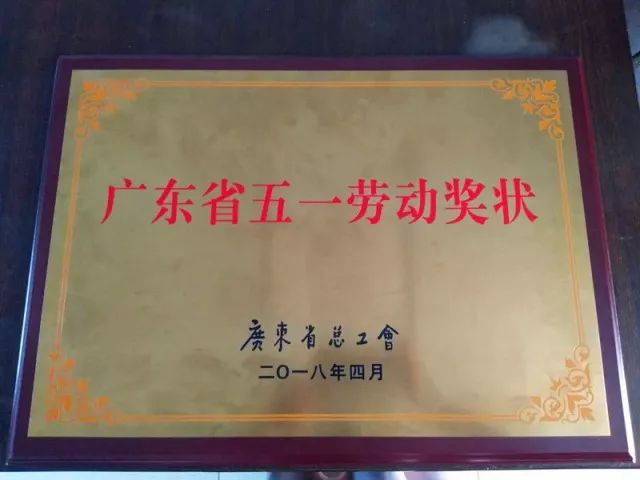 广东省五一劳动奖状
廣東省总工會
二〇一八年四月